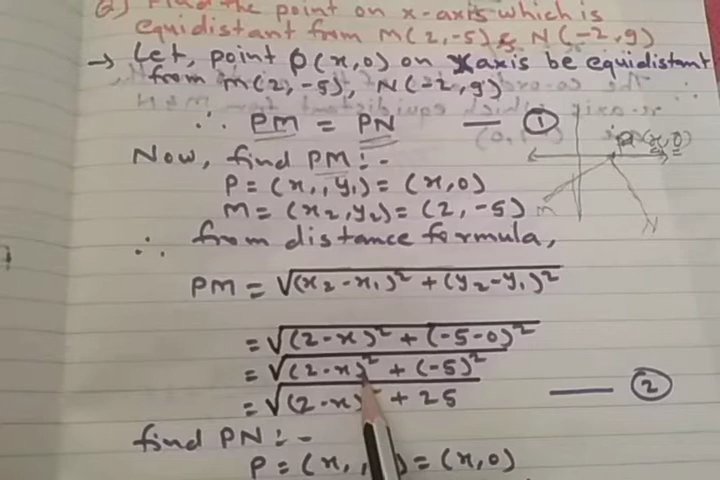 Q) Find the point on x-axis which is
equidistant from M(2,-5) & N(-2,9)
→ Let, point P(x,0) on x axis be equidistant
from M(2,-5), N(-2,9)
∴ PM = PN — ①
Now, find PM:-
P = (x₁, y₁) = (x,0)
M = (x₂, y₂) = (2, -5)
∴ from distance formula,
PM = √(x₂-x₁)² + (y₂-y₁)²
= √(2-x)² + (-5-0)²
= √(2-x)² + (-5)²
= √(2-x) + 25 — ②
find PN:-
P = (x, , ) = (x,0)
P(x,0)
M
N